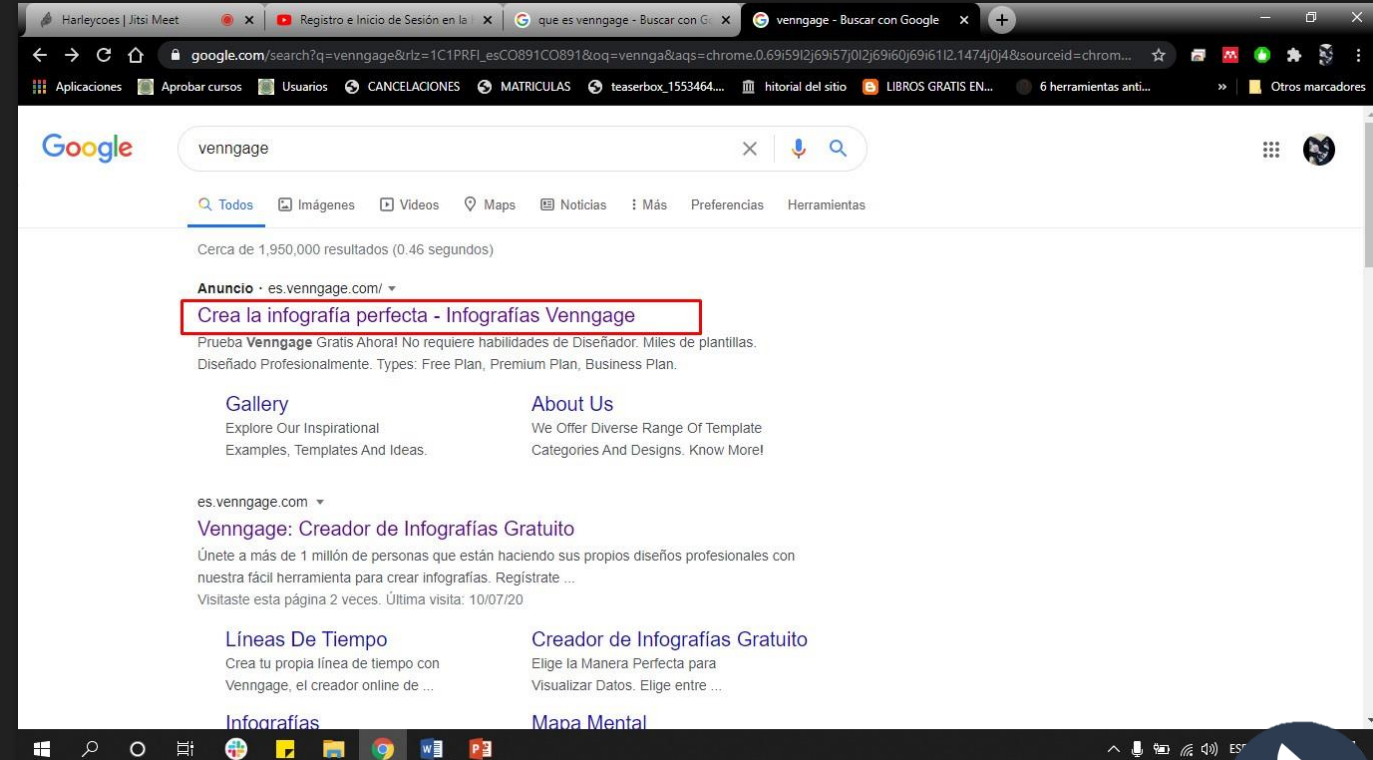 Harleycoes | Jitsi Meet
Registro e Inicio de Sesión en la
que es venngage - Buscar con G
venngage - Buscar con Google
google.com/search?q=venngage&rlz=1C1PRFI_esCO891CO891&oq=vennga&aqs=chrome.0.69i59l2j69i57j0l2j69i60j69i61l2.1474j0j4&sourceid=chrom...
Aplicaciones Aprobar cursos Usuarios CANCELACIONES MATRICULAS teaserbox_1553464.... hitorial del sitio LIBROS GRATIS EN... 6 herramientas anti... » Otros marcadores
Google
venngage
Todos Imágenes Videos Maps Noticias Más Preferencias Herramientas
Cerca de 1,950,000 resultados (0.46 segundos)
Anuncio · es.venngage.com/
Crea la infografía perfecta - Infografías Venngage
Prueba Venngage Gratis Ahora! No requiere habilidades de Diseñador. Miles de plantillas.
Diseñado Profesionalmente. Types: Free Plan, Premium Plan, Business Plan.
Gallery
Explore Our Inspirational
Examples, Templates And Ideas.
About Us
We Offer Diverse Range Of Template
Categories And Designs. Know More!
es.venngage.com
Venngage: Creador de Infografías Gratuito
Únete a más de 1 millón de personas que están haciendo sus propios diseños profesionales con
nuestra fácil herramienta para crear infografías. Regístrate ...
Visitaste esta página 2 veces. Última visita: 10/07/20
Líneas De Tiempo
Crea tu propia línea de tiempo con
Venngage, el creador online de ...
Creador de Infografías Gratuito
Elige la Manera Perfecta para
Visualizar Datos. Elige entre ...
Infografías
Mapa Mental